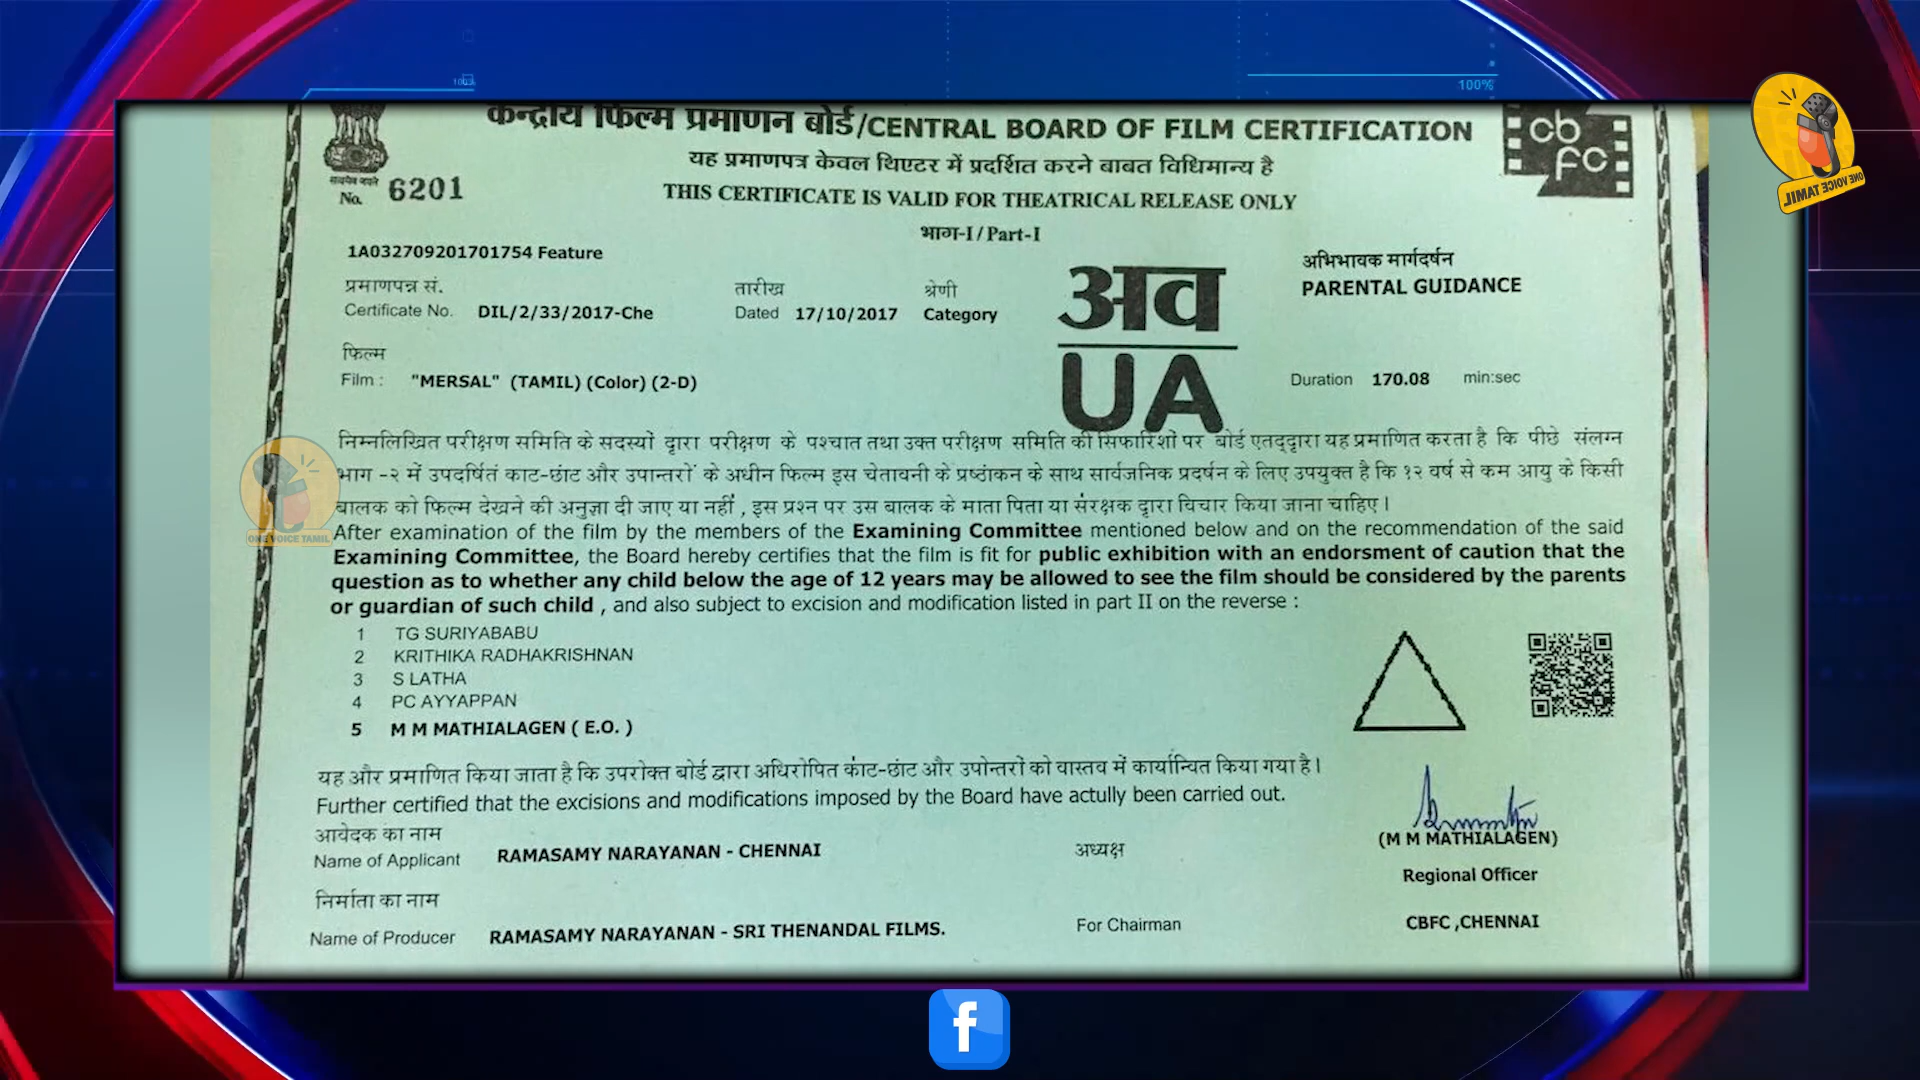 100%
100%
केन्द्रीय फिल्म प्रमाणन बोर्ड/CENTRAL BOARD OF FILM CERTIFICATION
cb
fc
यह प्रमाणपत्र केवल थिएटर में प्रदर्शित करने बाबत विधिमान्य है
सत्यमेव जयते
No. 6201
THIS CERTIFICATE IS VALID FOR THEATRICAL RELEASE ONLY
ONE VOICE TAMIL
भाग-I/Part-I
1A032709201701754 Feature
अभिभावक मार्गदर्षन
PARENTAL GUIDANCE
प्रमाणपत्र सं.
Certificate No. DIL/2/33/2017-Che
तारीख
Dated 17/10/2017
श्रेणी
Category
अव
UA
फिल्म
Film : "MERSAL" (TAMIL) (Color) (2-D)
Duration 170.08 min:sec
निम्नलिखित परीक्षण समिति के सदस्यों द्वारा परीक्षण के पश्चात तथा उक्त परीक्षण समिति की सिफारिशों पर बोर्ड एतद्द्वारा यह प्रमाणित करता है कि पीछे संलग्न
भाग -२ में उपदर्षितं काट-छांट और उपान्तरों के अधीन फिल्म इस चेतावनी के प्रष्ठांकन के साथ सार्वजनिक प्रदर्षन के लिए उपयुक्त है कि १२ वर्ष से कम आयु के किसी
बालक को फिल्म देखने की अनुज्ञा दी जाए या नहीं , इस प्रश्न पर उस बालक के माता पिता या संरक्षक द्वारा विचार किया जाना चाहिए।
After examination of the film by the members of the Examining Committee mentioned below and on the recommendation of the said
Examining Committee, the Board hereby certifies that the film is fit for public exhibition with an endorsment of caution that the
question as to whether any child below the age of 12 years may be allowed to see the film should be considered by the parents
or guardian of such child , and also subject to excision and modification listed in part II on the reverse :
ONE VOICE TAMIL
1 TG SURIYABABU
2 KRITHIKA RADHAKRISHNAN
3 S LATHA
4 PC AYYAPPAN
5 M M MATHIALAGEN ( E.O. )
यह और प्रमाणित किया जाता है कि उपरोक्त बोर्ड द्वारा अधिरोपित काट-छांट और उपोन्तरों को वास्तव में कार्यान्वित किया गया है।
Further certified that the excisions and modifications imposed by the Board have actully been carried out.
आवेदक का नाम
Name of Applicant RAMASAMY NARAYANAN - CHENNAI
अध्यक्ष
(M M MATHIALAGEN)
Regional Officer
निर्माता का नाम
Name of Producer RAMASAMY NARAYANAN - SRI THENANDAL FILMS.
For Chairman
CBFC ,CHENNAI
f